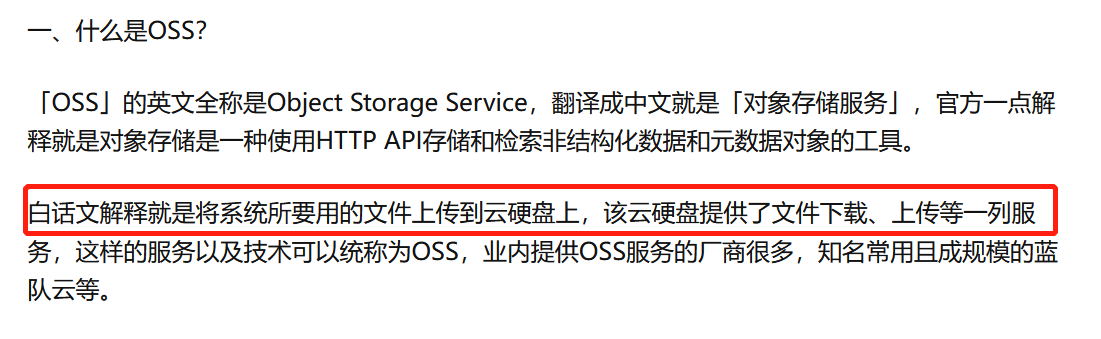 一、什么是OSS？
「OSS」的英文全称是Object Storage Service，翻译成中文就是「对象存储服务」，官方一点解
释就是对象存储是一种使用HTTP API存储和检索非结构化数据和元数据对象的工具。
白话文解释就是将系统所要用的文件上传到云硬盘上，该云硬盘提供了文件下载、上传等一列服
务，这样的服务以及技术可以统称为OSS，业内提供OSS服务的厂商很多，知名常用且成规模的蓝
队云等。